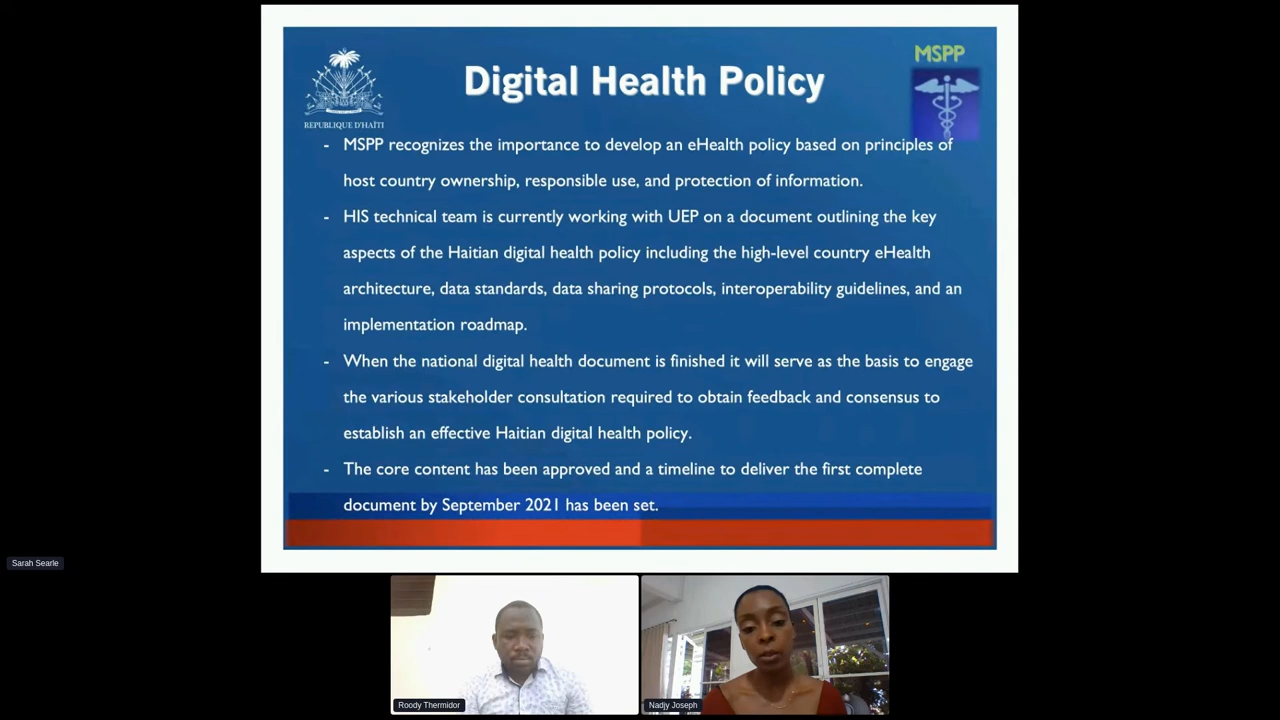 MSPP
Digital Health Policy
REPUBLIQUE D'HAÏTI
- MSPP recognizes the importance to develop an eHealth policy based on principles of
host country ownership, responsible use, and protection of information.
- HIS technical team is currently working with UEP on a document outlining the key
aspects of the Haitian digital health policy including the high-level country eHealth
architecture, data standards, data sharing protocols, interoperability guidelines, and an
implementation roadmap.
- When the national digital health document is finished it will serve as the basis to engage
the various stakeholder consultation required to obtain feedback and consensus to
establish an effective Haitian digital health policy.
- The core content has been approved and a timeline to deliver the first complete
document by September 2021 has been set.
Sarah Searle
Roody Thermidor
Nadjy Joseph